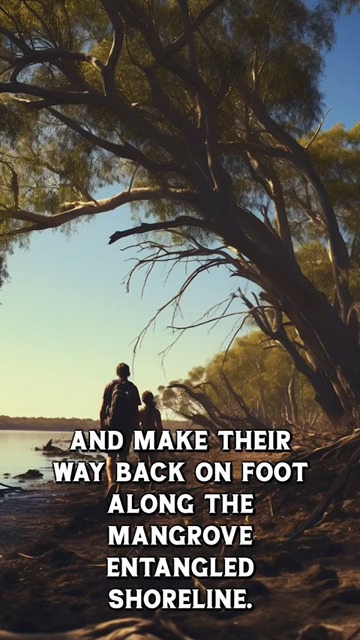 AND MAKE THEIR
WAY BACK ON FOOT
ALONG THE
MANGROVE
ENTANGLED
SHORELINE.